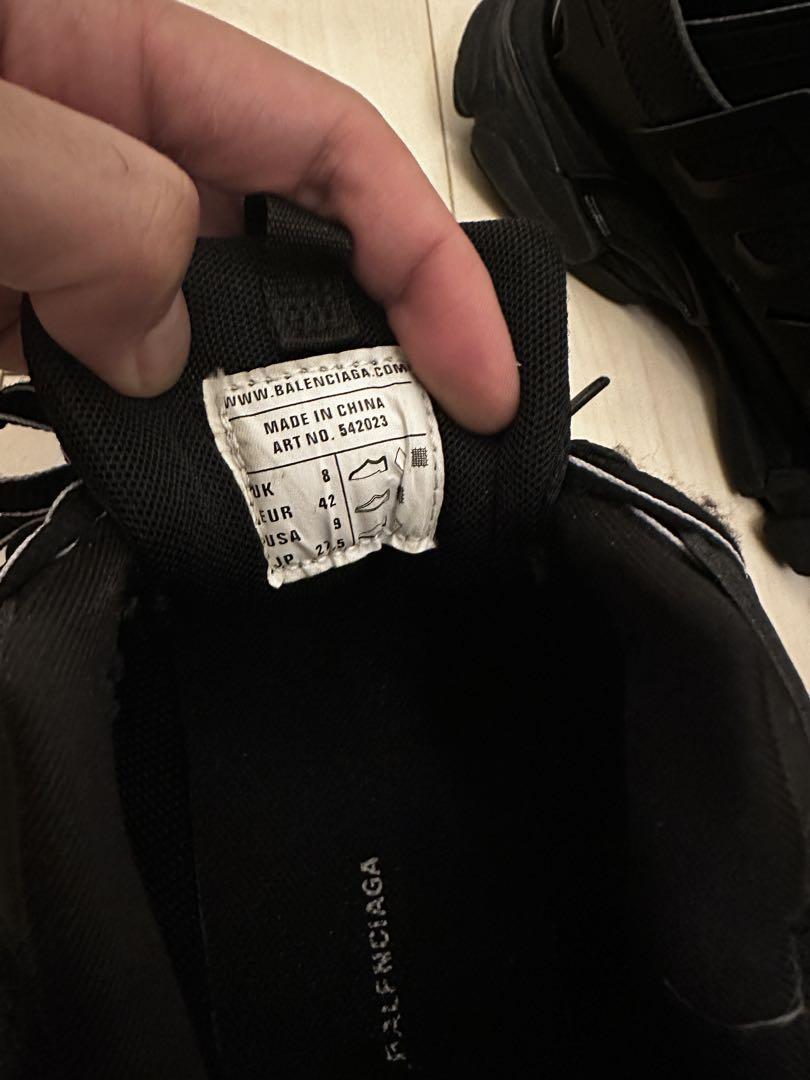 WWW.BALENCIAGA.COM
MADE IN CHINA
ART NO. 542023
UK 8
EUR 42
USA 9
JP 27,5
BALENCIAGA